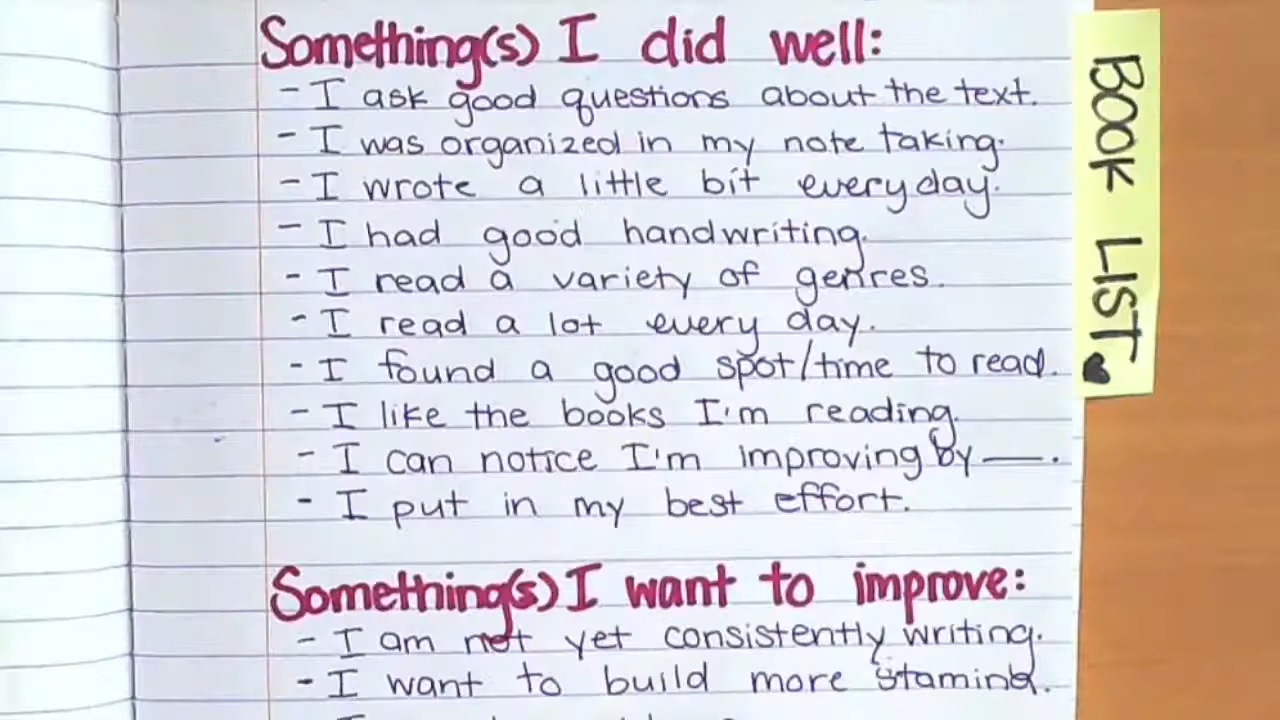 Something(s) I did well:
- I ask good questions about the text.
- I was organized in my note taking.
- I wrote a little bit everyday.
- I had good handwriting.
- I read a variety of genres.
- I read a lot every day.
- I found a good spot/time to read.
- I like the books I'm reading.
- I can notice I'm improving by ___.
- I put in my best effort.
Something(s) I want to improve:
- I am not yet consistently writing.
- I want to build more stamina.
BOOK LIST